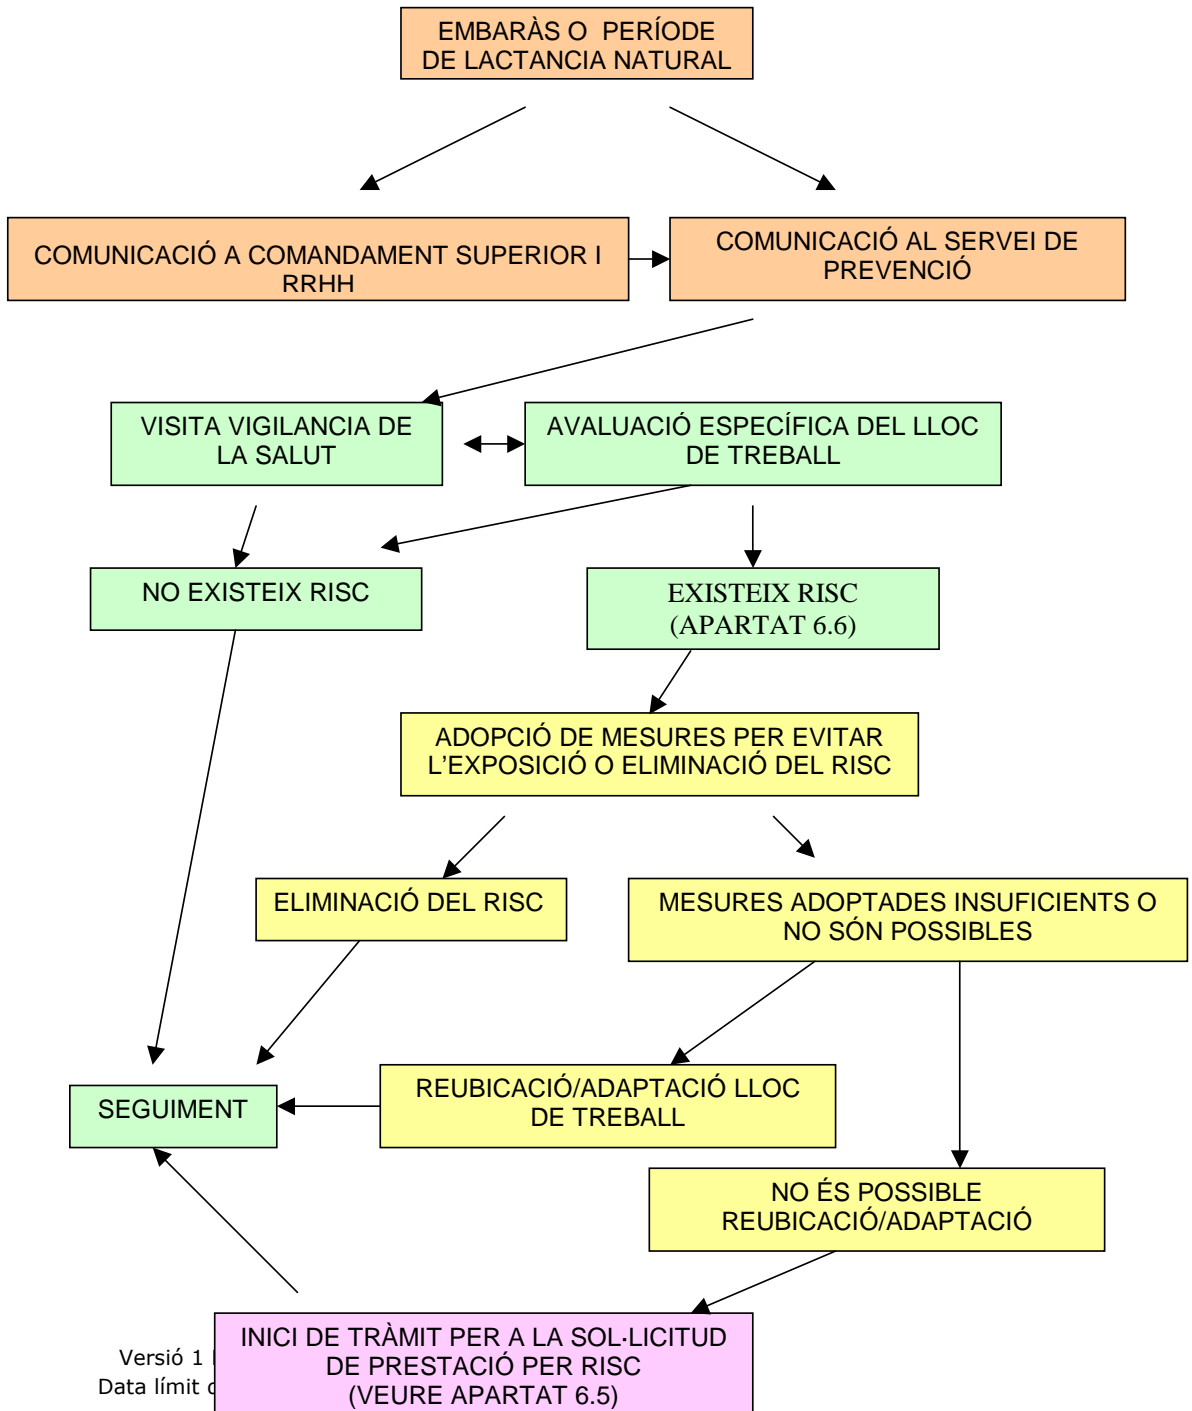 EMBARÀS O PERÍODE
DE LACTANCIA NATURAL
COMUNICACIÓ A COMANDAMENT SUPERIOR I
RRHH
COMUNICACIÓ AL SERVEI DE
PREVENCIÓ
VISITA VIGILANCIA DE
LA SALUT
AVALUACIÓ ESPECÍFICA DEL LLOC
DE TREBALL
NO EXISTEIX RISC
EXISTEIX RISC
(APARTAT 6.6)
ADOPCIÓ DE MESURES PER EVITAR
L'EXPOSICIÓ O ELIMINACIÓ DEL RISC
ELIMINACIÓ DEL RISC
MESURES ADOPTADES INSUFICIENTS O
NO SÓN POSSIBLES
REUBICACIÓ/ADAPTACIÓ LLOC
DE TREBALL
SEGUIMENT
NO ÉS POSSIBLE
REUBICACIÓ/ADAPTACIÓ
INICI DE TRÀMIT PER A LA SOL·LICITUD
DE PRESTACIÓ PER RISC
(VEURE APARTAT 6.5)
Versió 1
Data límit